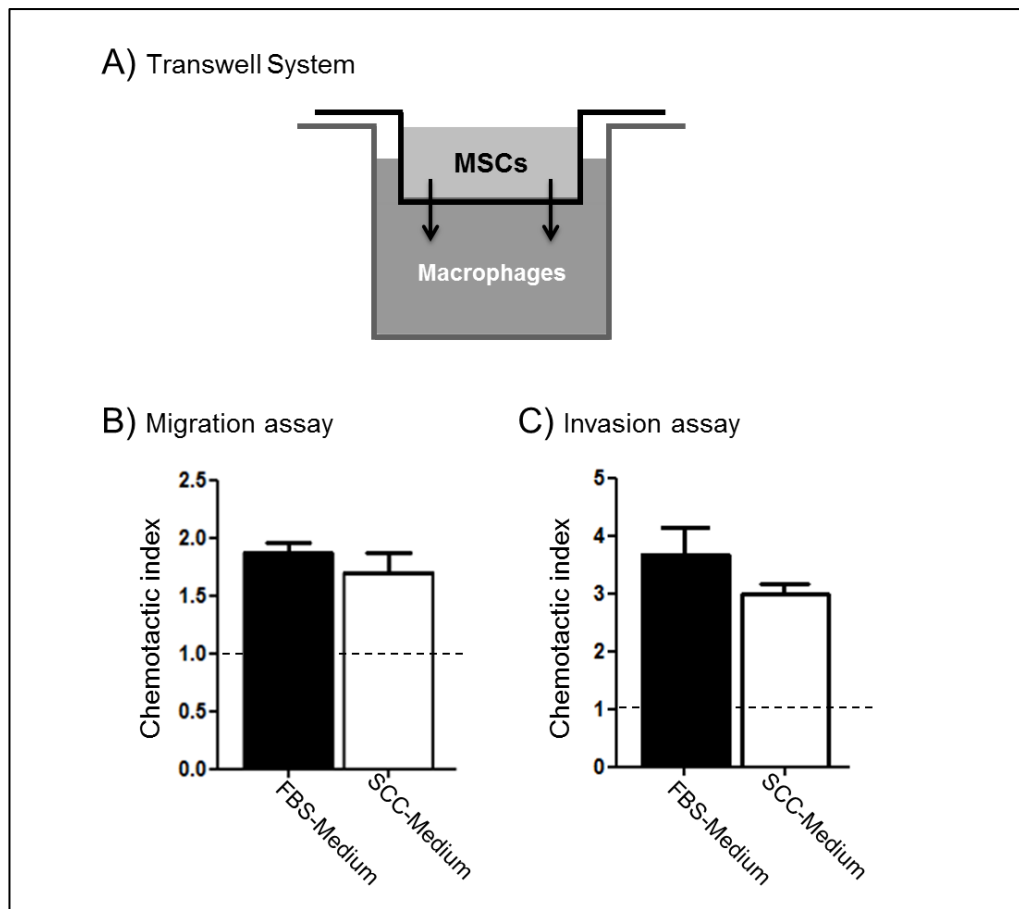 A) Transwell System
MSCs
Macrophages
B) Migration assay
Chemotactic index
2.5
2.0
1.5
1.0
0.5
0.0
FBS-Medium
SCC-Medium
C) Invasion assay
Chemotactic index
5
4
3
2
1
0
FBS-Medium
SCC-Medium